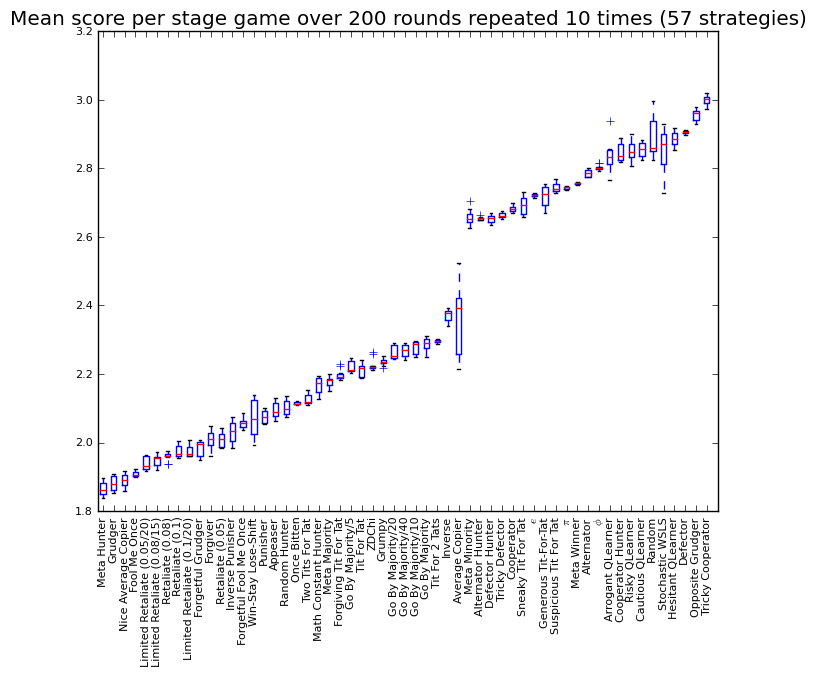 Mean score per stage game over 200 rounds repeated 10 times (57 strategies)
3.2
3.0
2.8
2.6
2.4
2.2
2.0
1.8
Meta Hunter
Grudger
Nice Average Copier
Fool Me Once
Limited Retaliate (0.05/20)
Limited Retaliate (0.08/15)
Retaliate (0.08)
Retaliate (0.1)
Limited Retaliate (0.1/20)
Forgetful Grudger
Forgiver
Retaliate (0.05)
Inverse Punisher
Forgetful Fool Me Once
Win-Stay Lose-Shift
Punisher
Appeaser
Random Hunter
Once Bitten
Two Tits For Tat
Math Constant Hunter
Meta Majority
Forgiving Tit For Tat
Go By Majority/5
Tit For Tat
ZDChi
Grumpy
Go By Majority/20
Go By Majority/40
Go By Majority/10
Go By Majority
Tit For 2 Tats
Inverse
Average Copier
Meta Minority
Alternator Hunter
Defector Hunter
Tricky Defector
Cooperator
Sneaky Tit For Tat
e
Generous Tit-For-Tat
Suspicious Tit For Tat
π
Meta Winner
Alternator
ϕ
Arrogant QLearner
Cooperator Hunter
Risky QLearner
Cautious QLearner
Random
Stochastic WSLS
Hesitant QLearner
Defector
Opposite Grudger
Tricky Cooperator